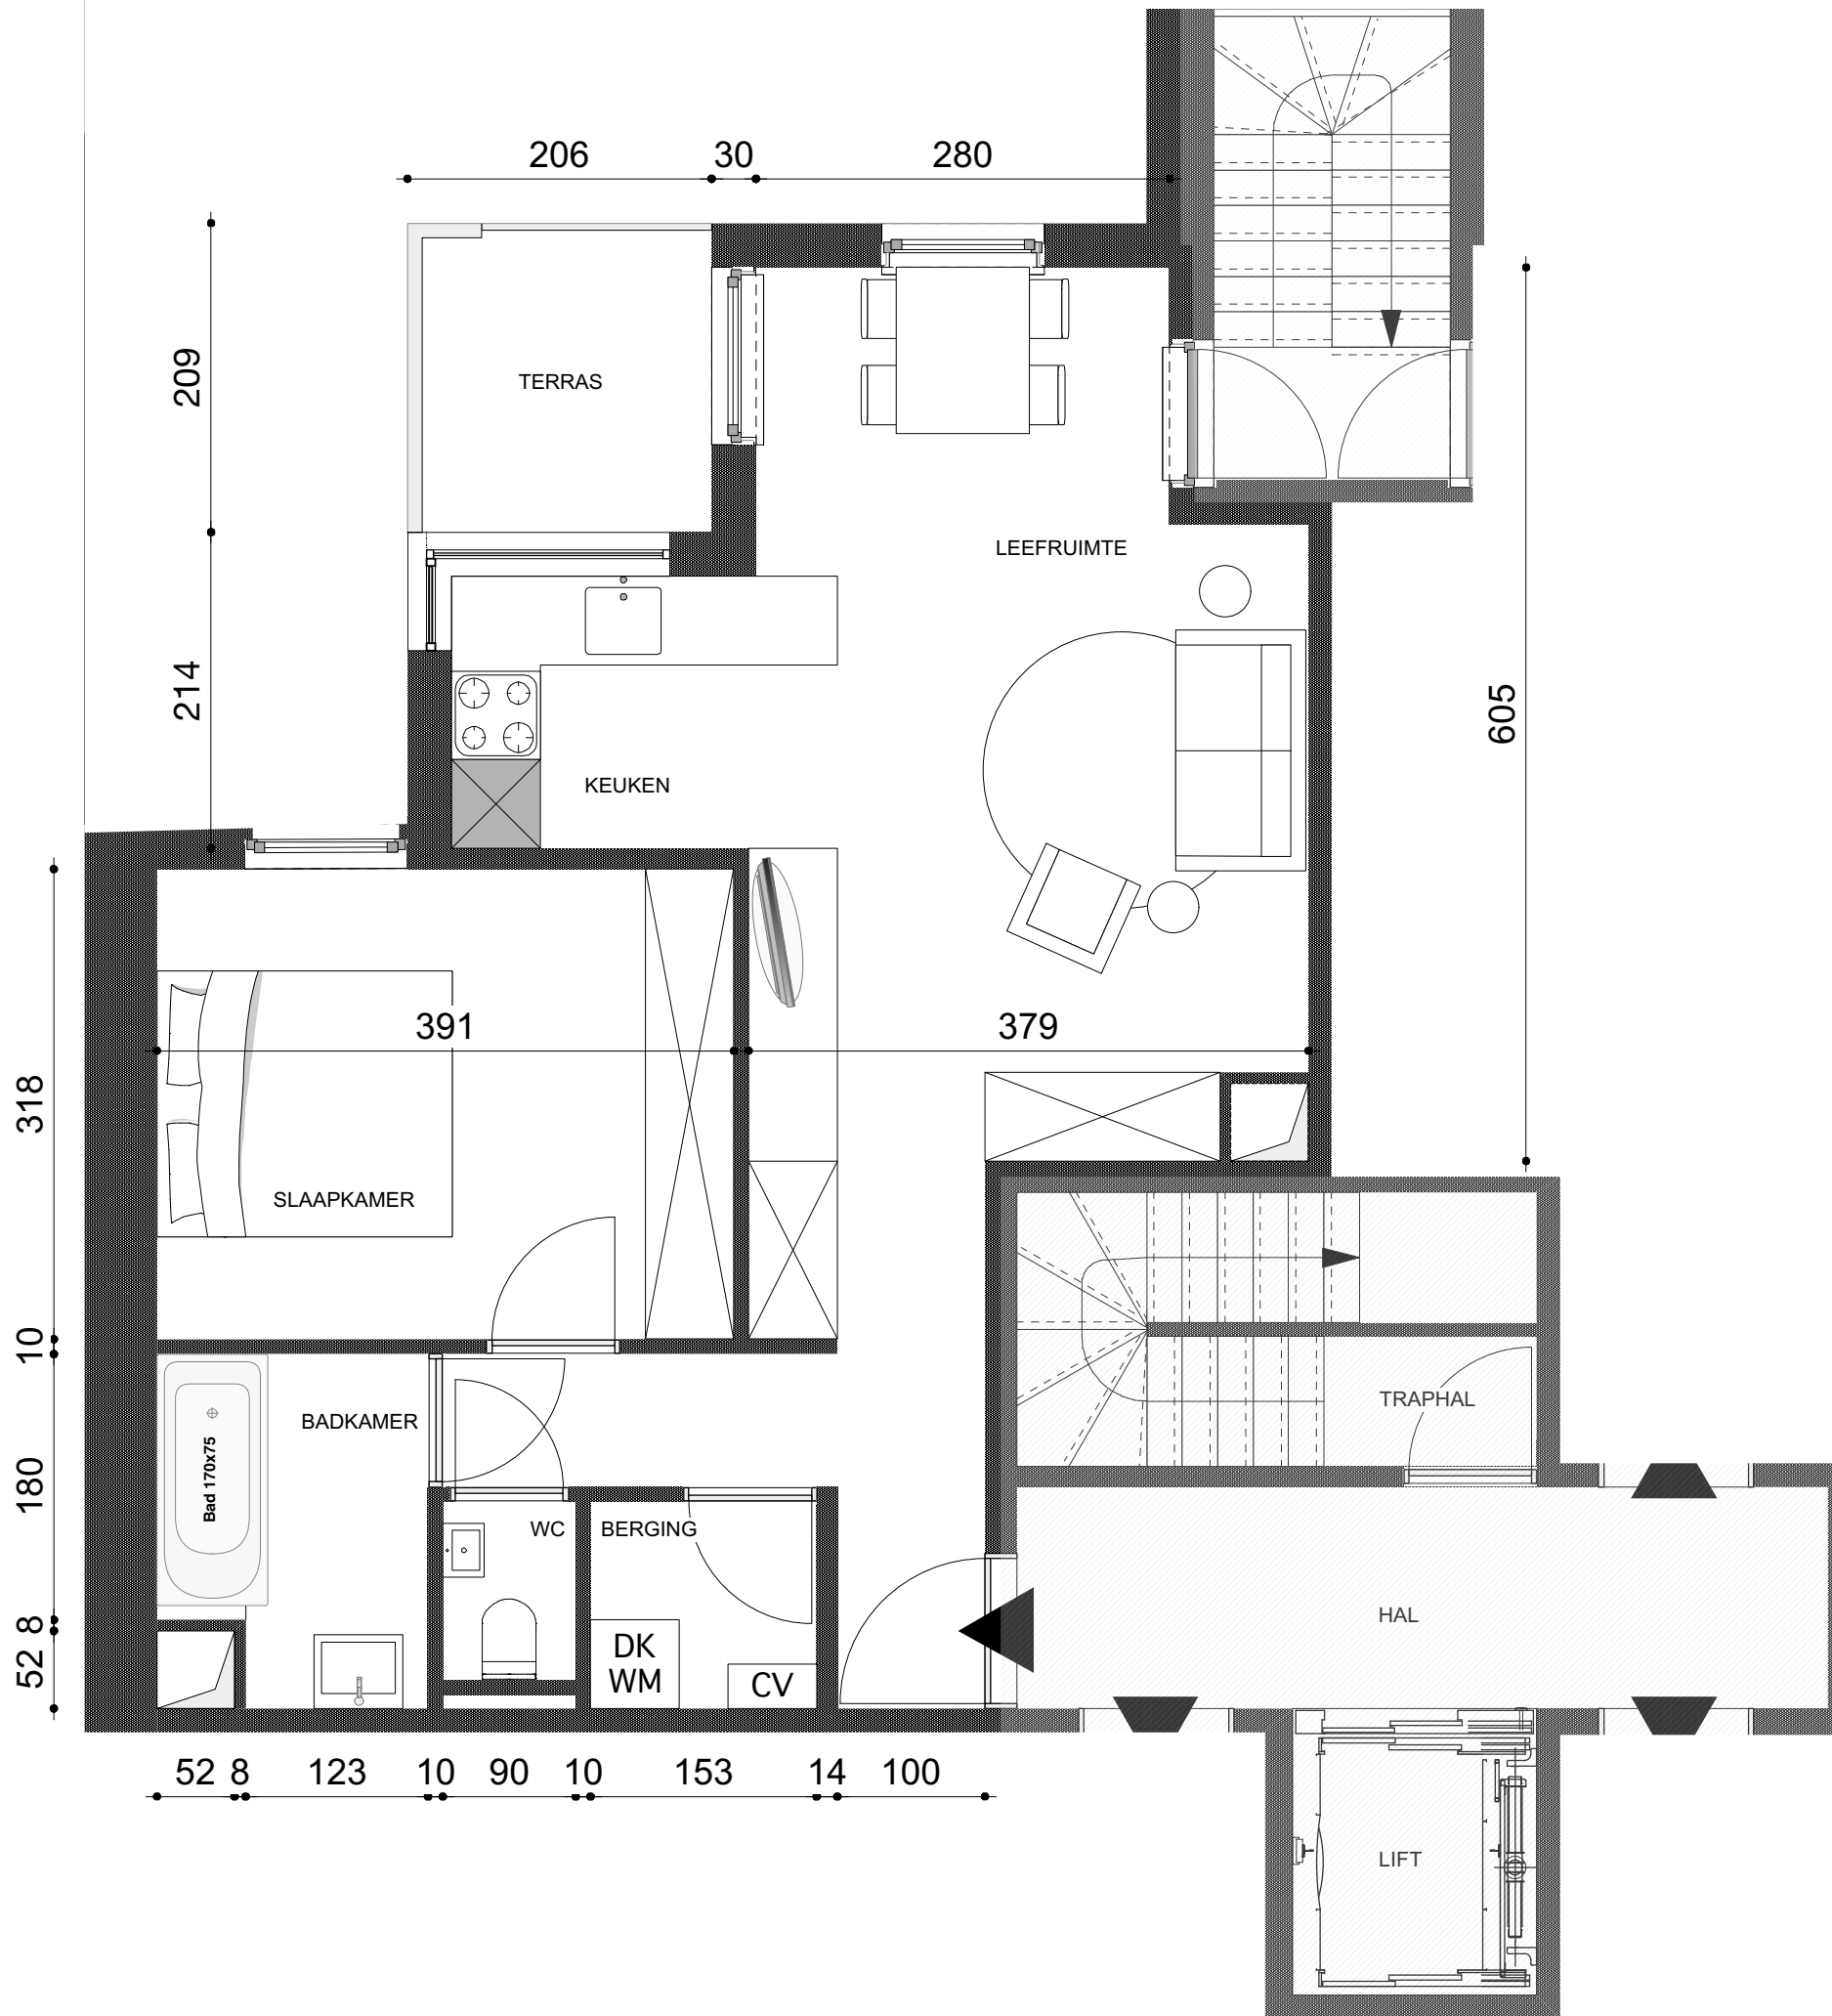 206 30 280
209
TERRAS
LEEFRUIMTE
214
605
KEUKEN
391 379
318
SLAAPKAMER
10
BADKAMER
TRAPHAL
Bad 170x75
180
WC BERGING
HAL
8
52
DK
WM
CV
52 8 123 10 90 10 153 14 100
LIFT